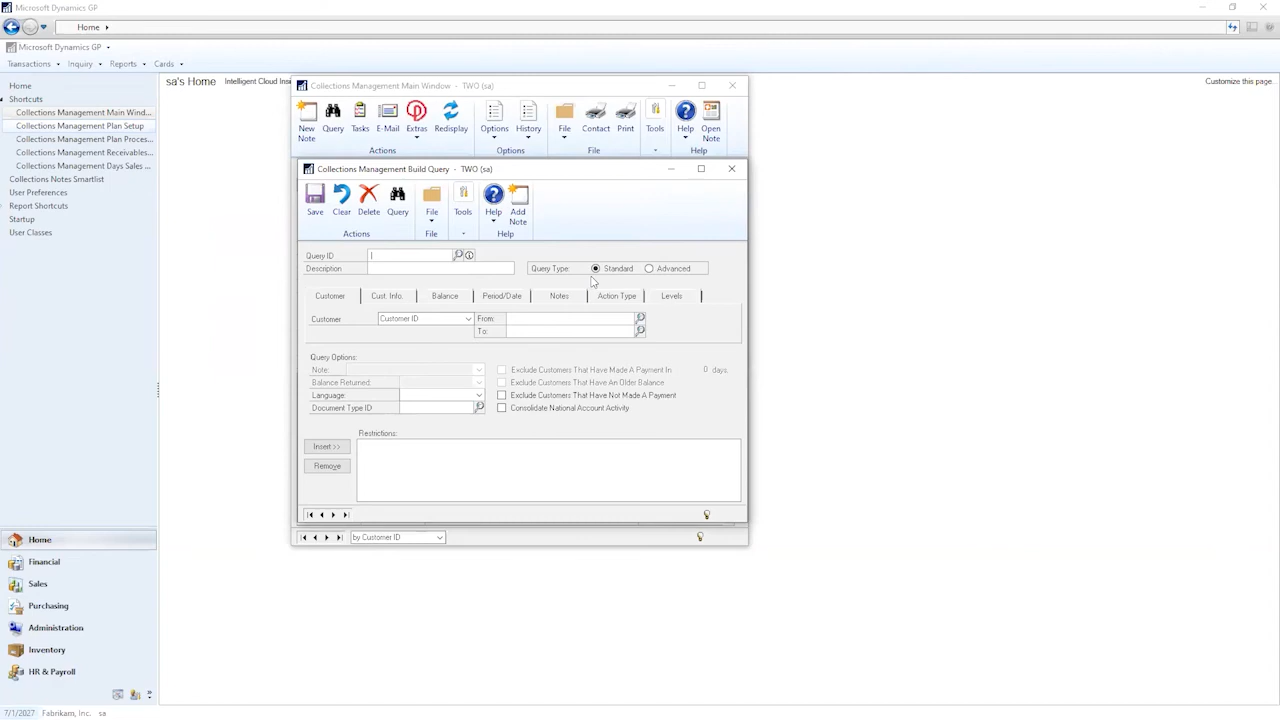 Microsoft Dynamics GP
Home
Microsoft Dynamics GP
Transactions Inquiry Reports Cards
Home
Shortcuts
Collections Management Main Wind...
Collections Management Plan Setup
Collections Management Plan Proces...
Collections Management Receivables...
Collections Management Days Sales ...
Collections Notes Smartlist
User Preferences
Report Shortcuts
Startup
User Classes
Home
Financial
Sales
Purchasing
Administration
Inventory
HR & Payroll
7/1/2027 Fabrikam, Inc. sa
sa's Home Intelligent Cloud Insi
Customize this page.
Collections Management Main Window - TWO (sa)
New Note Query Tasks E-Mail Extras Redisplay Options History File Contact Print Tools Help Open Note
Actions Options File Help
Collections Management Build Query - TWO (sa)
Save Clear Delete Query File Tools Help Add Note
Actions File Help
Query ID
Description
Query Type: Standard Advanced
Customer Cust. Info. Balance Period/Date Notes Action Type Levels
Customer Customer ID From:
To:
Query Options:
Note: Exclude Customers That Have Made A Payment In 0 days.
Balance Returned: Exclude Customers That Have An Older Balance
Language: Exclude Customers That Have Not Made A Payment
Document Type ID: Consolidate National Account Activity
Restrictions:
Insert >>
Remove
by Customer ID